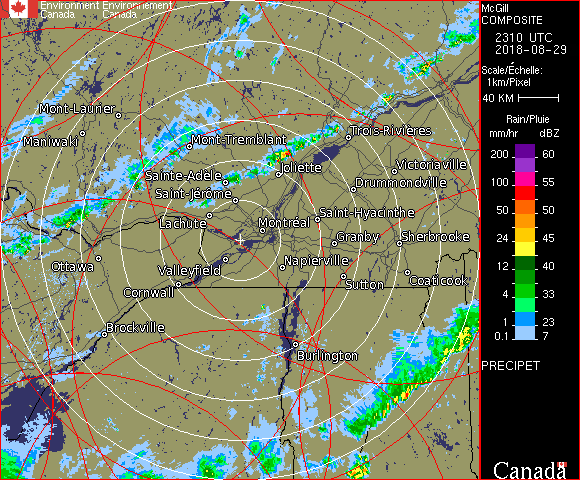 Environment Environnement
Canada Canada
McGill
COMPOSITE
2310 UTC
2018-08-29
Scale/Échelle:
1km/Pixel
40 KM
Rain/Pluie
mm/hr dBZ
200 60
100 55
50 50
24 45
12 40
4 33
1 23
0.1 7
PRECIPET
Canada
Mont-Laurier
Maniwaki
Mont-Tremblant
Trois-Rivières
Joliette
Victoriaville
Sainte-Adèle
Drummondville
Saint-Jérôme
Lachute
Saint-Hyacinthe
Montréal
Granby
Sherbrooke
Ottawa
Valleyfield
Napierville
Cornwall
Sutton
Coaticook
Brockville
Burlington